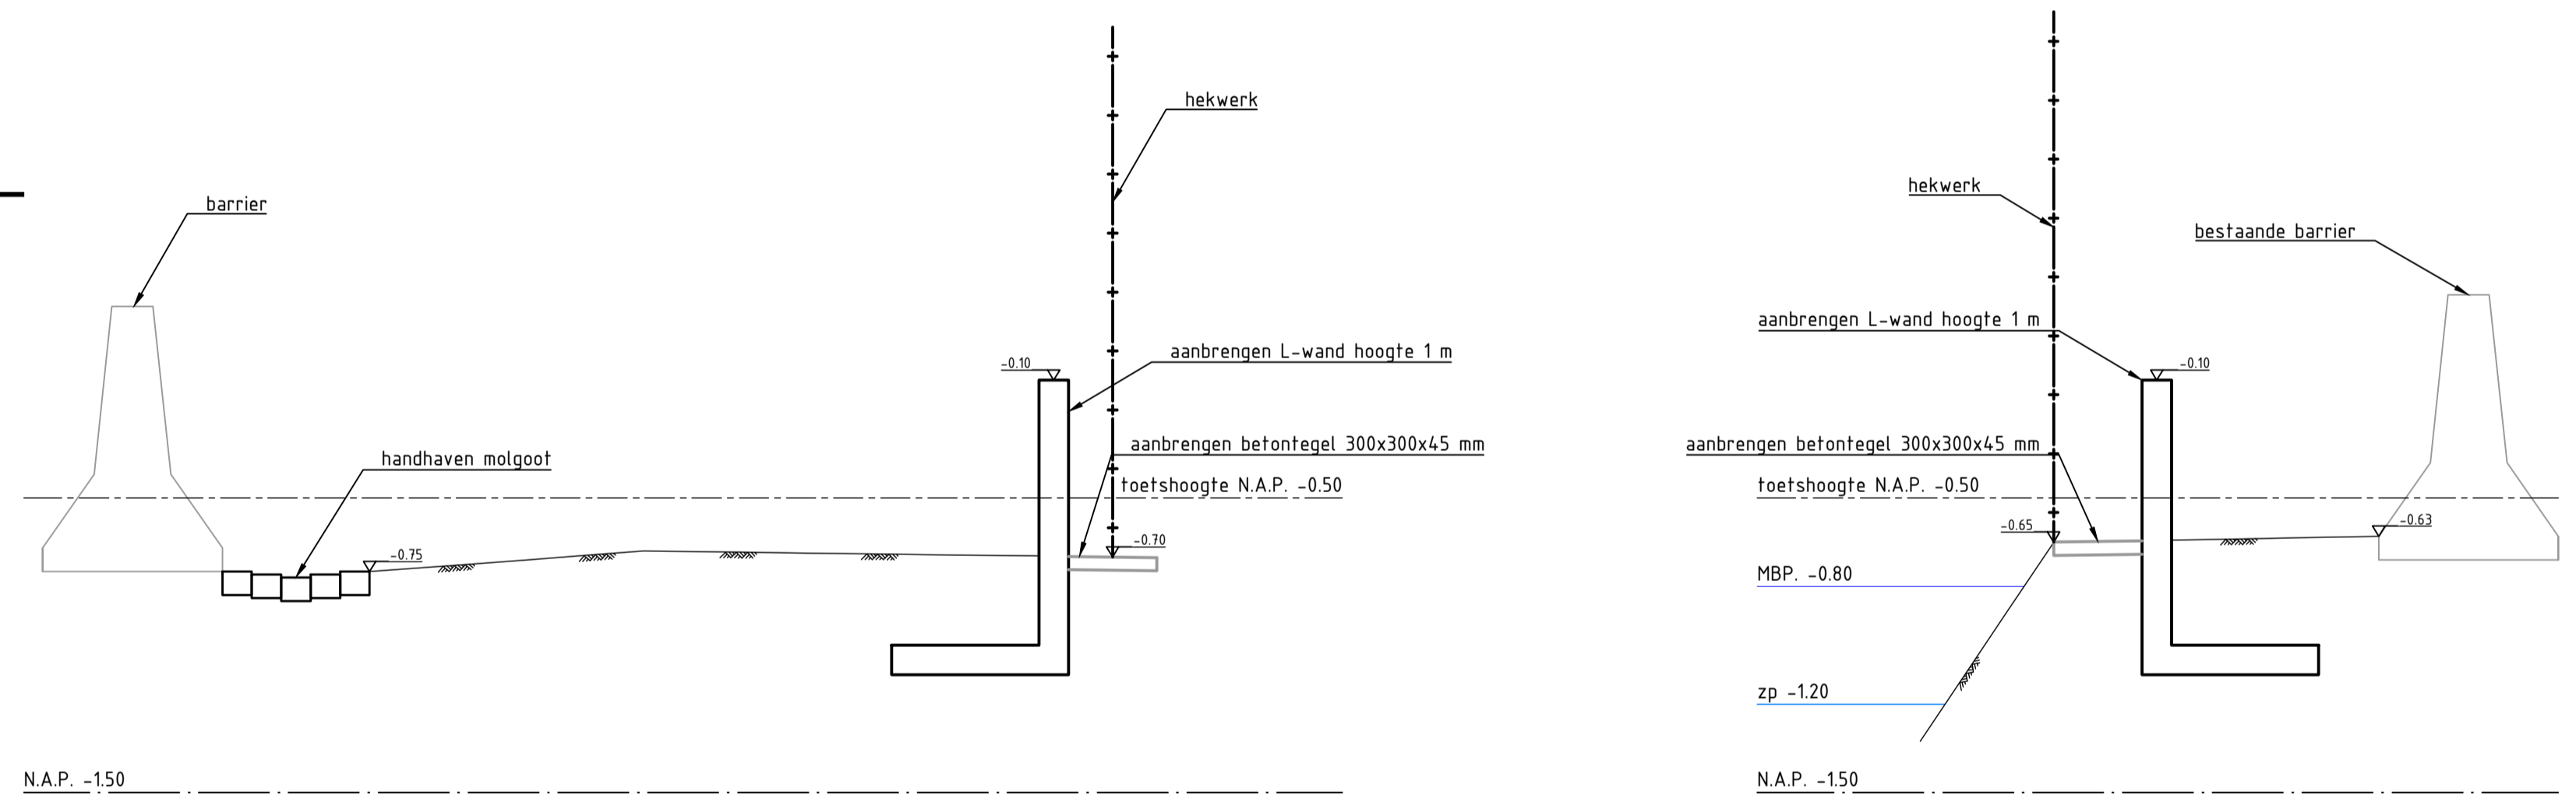 hekwerk
barrier
aanbrengen L-wand hoogte 1 m
-0.10
aanbrengen betontegel 300x300x45 mm
handhaven molgoot
toetshoogte N.A.P. -0.50
-0.75
-0.70
N.A.P. -1.50
hekwerk
bestaande barrier
aanbrengen L-wand hoogte 1 m
-0.10
aanbrengen betontegel 300x300x45 mm
toetshoogte N.A.P. -0.50
-0.65
-0.63
MBP. -0.80
zp -1.20
N.A.P. -1.50